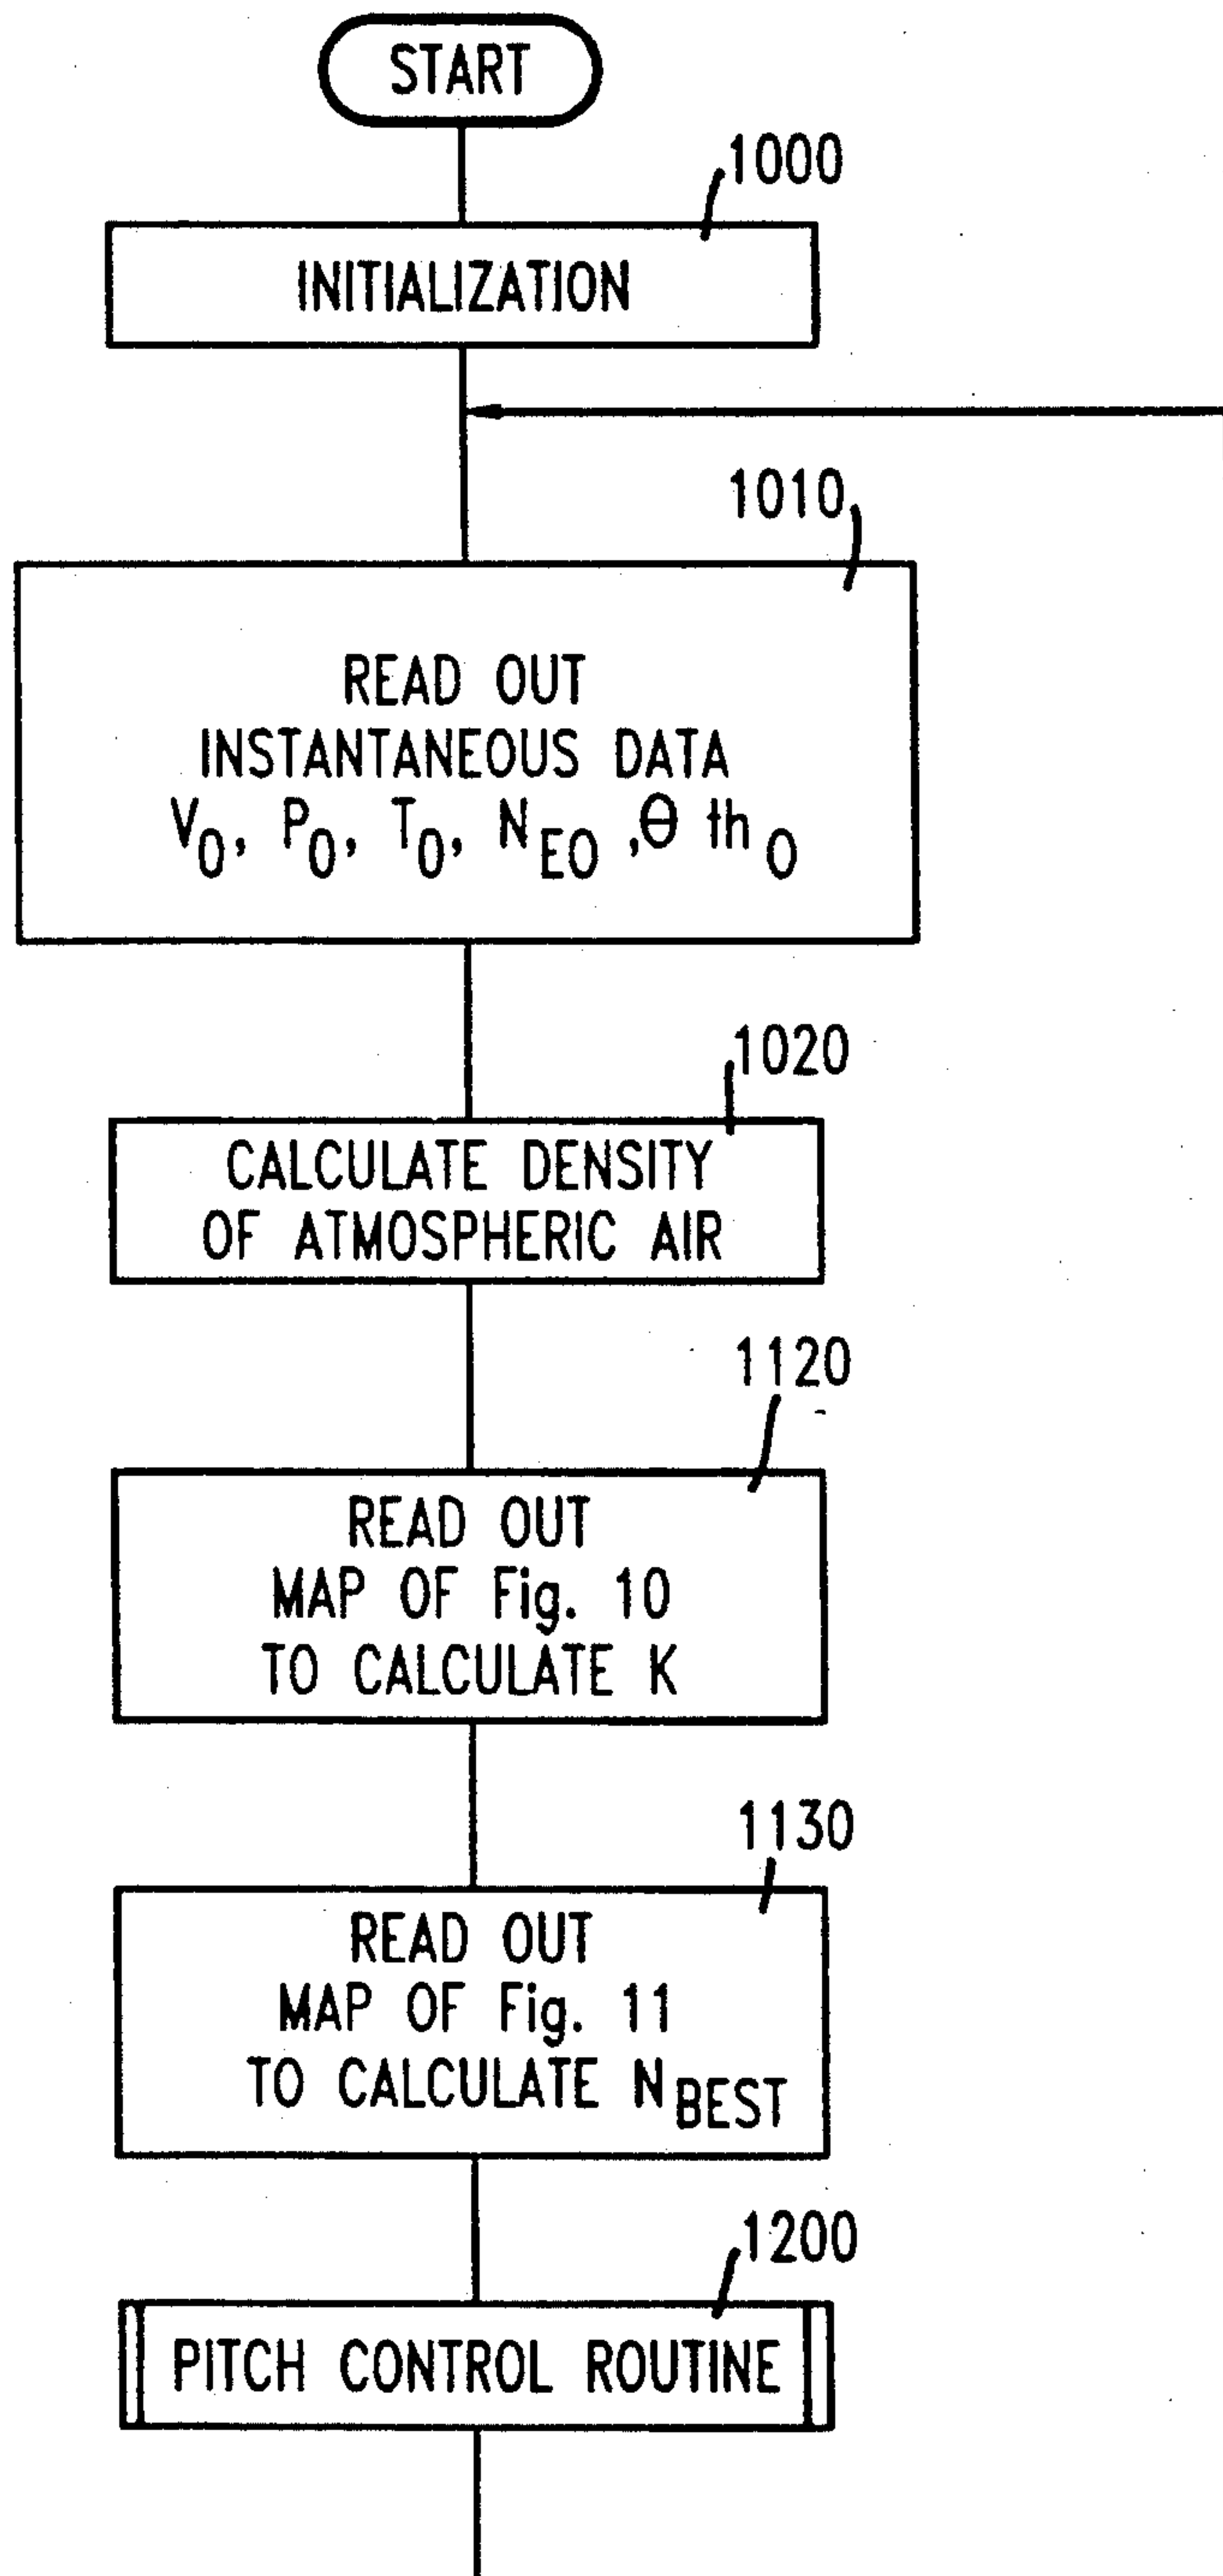 START
1000
INITIALIZATION
1010
READ OUT
INSTANTANEOUS DATA
V0, P0, T0, NEO ,θ th0
1020
CALCULATE DENSITY
OF ATMOSPHERIC AIR
1120
READ OUT
MAP OF Fig. 10
TO CALCULATE K
1130
READ OUT
MAP OF Fig. 11
TO CALCULATE NBEST
1200
PITCH CONTROL ROUTINE